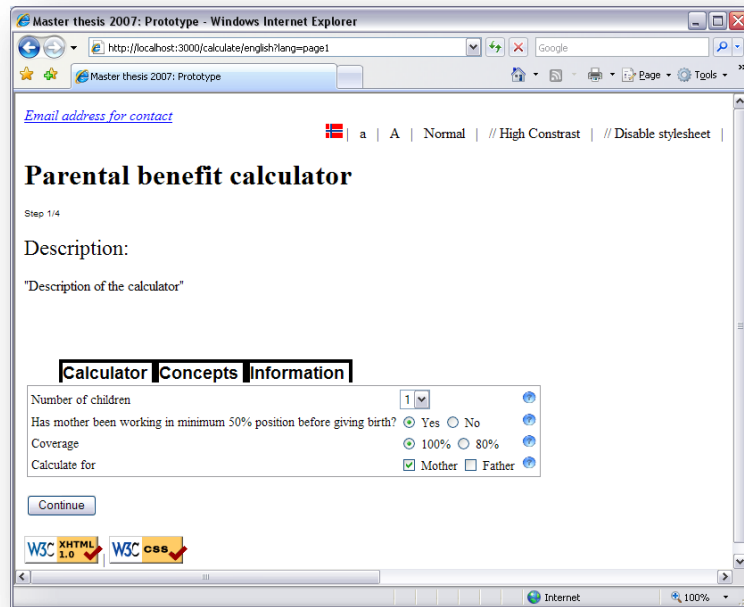 Master thesis 2007: Prototype - Windows Internet Explorer
http://localhost:3000/calculate/english?lang=page1
Google
Master thesis 2007: Prototype
Page
Tools
»
Email address for contact
| a | A | Normal | // High Constrast | // Disable stylesheet |
Parental benefit calculator
Step 1/4
Description:
"Description of the calculator"
Calculator Concepts Information
Number of children 1
Has mother been working in minimum 50% position before giving birth? Yes No
Coverage 100% 80%
Calculate for Mother Father
Continue
W3C XHTML 1.0 | W3C css
Internet 100%